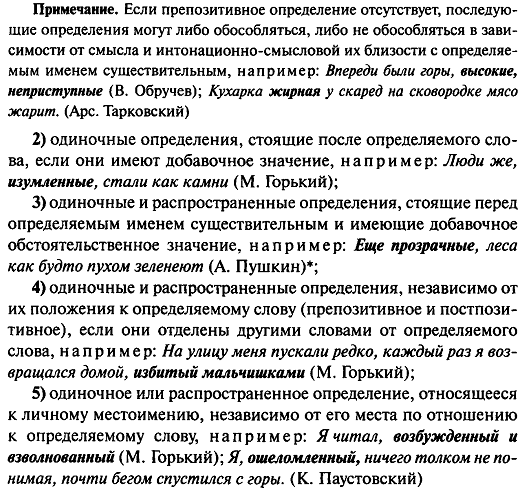 Примечание. Если препозитивное определение отсутствует, последую-
щие определения могут либо обособляться, либо не обособляться в зави-
симости от смысла и интонационно-смысловой их близости с определяе-
мым именем существительным, например: Впереди были горы, высокие,
неприступные (В. Обручев); Кухарка жирная у скаред на сковородке мясо
жарит. (Арс. Тарковский)
2) одиночные определения, стоящие после определяемого сло-
ва, если они имеют добавочное значение, например: Люди же,
изумленные, стали как камни (М. Горький);
3) одиночные и распространенные определения, стоящие перед
определяемым именем существительным и имеющие добавочное
обстоятельственное значение, например: Еще прозрачные, леса
как будто пухом зеленеют (А. Пушкин)*;
4) одиночные и распространенные определения, независимо от
их положения к определяемому слову (препозитивное и постпози-
тивное), если они отделены другими словами от определяемого
слова, например: На улицу меня пускали редко, каждый раз я воз-
вращался домой, избитый мальчишками (М. Горький);
5) одиночное или распространенное определение, относящееся
к личному местоимению, независимо от его места по отношению
к определяемому слову, например: Я читал, возбужденный и
взволнованный (М. Горький); Я, ошеломленный, ничего толком не по-
нимая, почти бегом спустился с горы. (К. Паустовский)